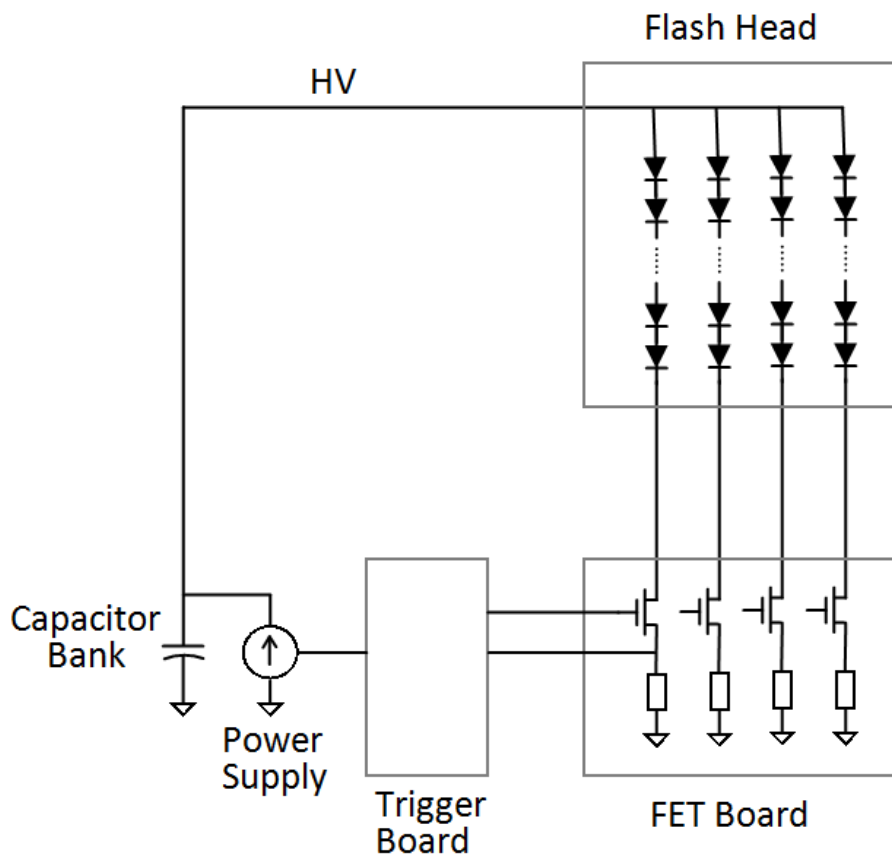 Flash Head
HV
Capacitor
Bank
Power
Supply
Trigger
Board
FET Board